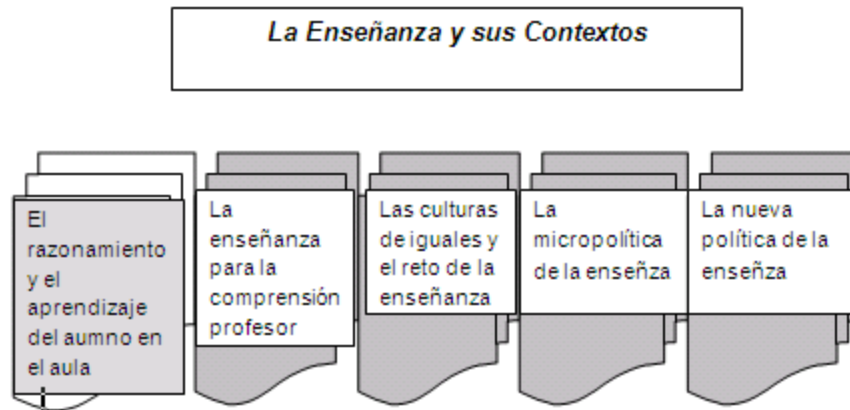 La Enseñanza y sus Contextos
El
razonamiento
y el
aprendizaje
del aumno en
el aula
La
enseñanza
para la
comprensión
profesor
Las culturas
de iguales y
el reto de la
enseñanza
La
micropolítica
de la enseñza
La nueva
política de la
enseñza